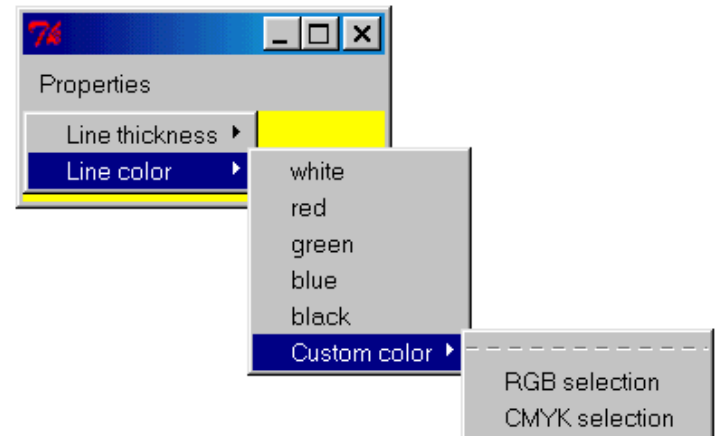 Properties
Line thickness
Line color
white
red
green
blue
black
Custom color
RGB selection
CMYK selection